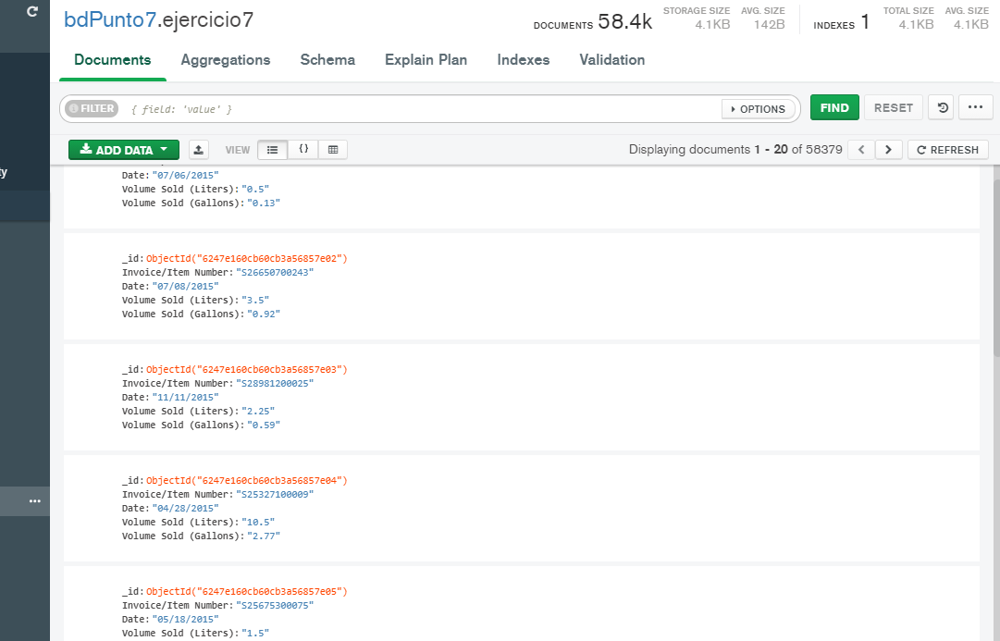 bdPunto7.ejercicio7
DOCUMENTS 58.4k
STORAGE SIZE
4.1KB
AVG. SIZE
142B
INDEXES 1
TOTAL SIZE
4.1KB
AVG. SIZE
4.1KB
Documents Aggregations Schema Explain Plan Indexes Validation
FILTER { field: 'value' } OPTIONS FIND RESET ...
ADD DATA VIEW {} Displaying documents 1 - 20 of 58379 < > REFRESH
ty
Date: "07/06/2015"
Volume Sold (Liters): "0.5"
Volume Sold (Gallons): "0.13"
_id: ObjectId("6247e160cb60cb3a56857e02")
Invoice/Item Number: "S26650700243"
Date: "07/08/2015"
Volume Sold (Liters): "3.5"
Volume Sold (Gallons): "0.92"
_id: ObjectId("6247e160cb60cb3a56857e03")
Invoice/Item Number: "S28981200025"
Date: "11/11/2015"
Volume Sold (Liters): "2.25"
Volume Sold (Gallons): "0.59"
_id: ObjectId("6247e160cb60cb3a56857e04")
Invoice/Item Number: "S25327100009"
Date: "04/28/2015"
Volume Sold (Liters): "10.5"
Volume Sold (Gallons): "2.77"
_id: ObjectId("6247e160cb60cb3a56857e05")
Invoice/Item Number: "S25675300075"
Date: "05/18/2015"
Volume Sold (Liters): "1.5"